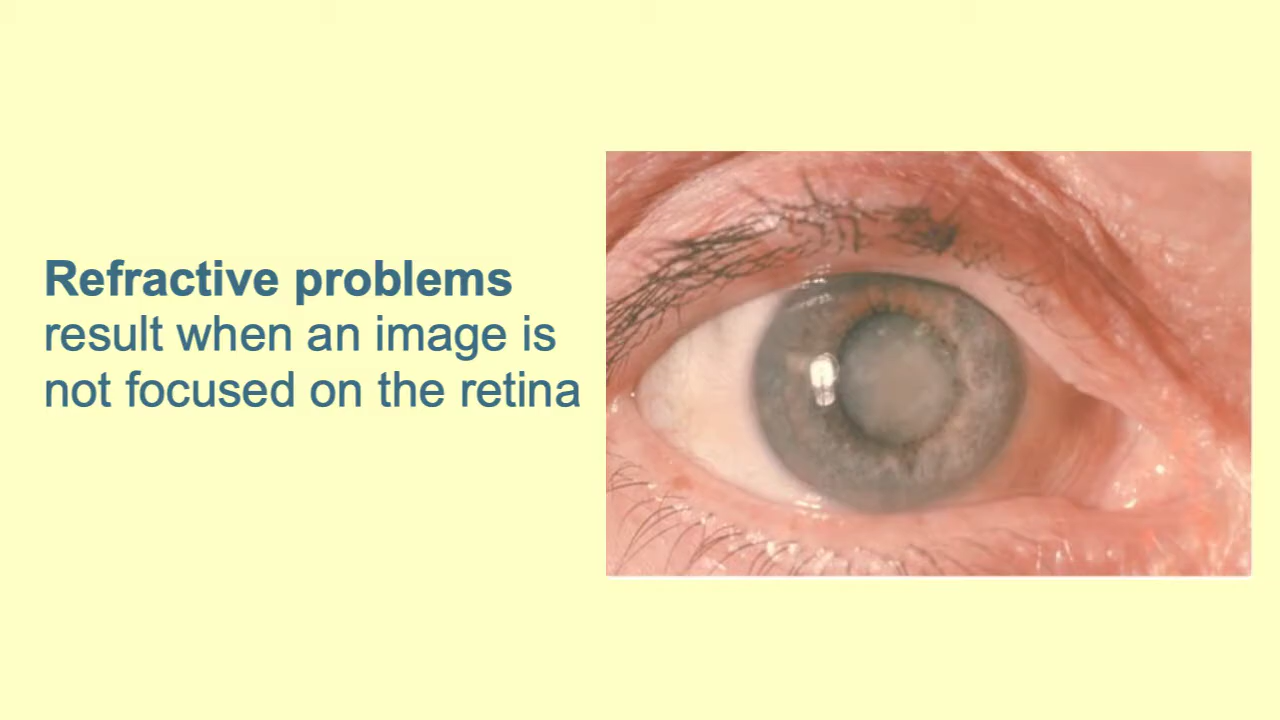 Refractive problems
result when an image is
not focused on the retina